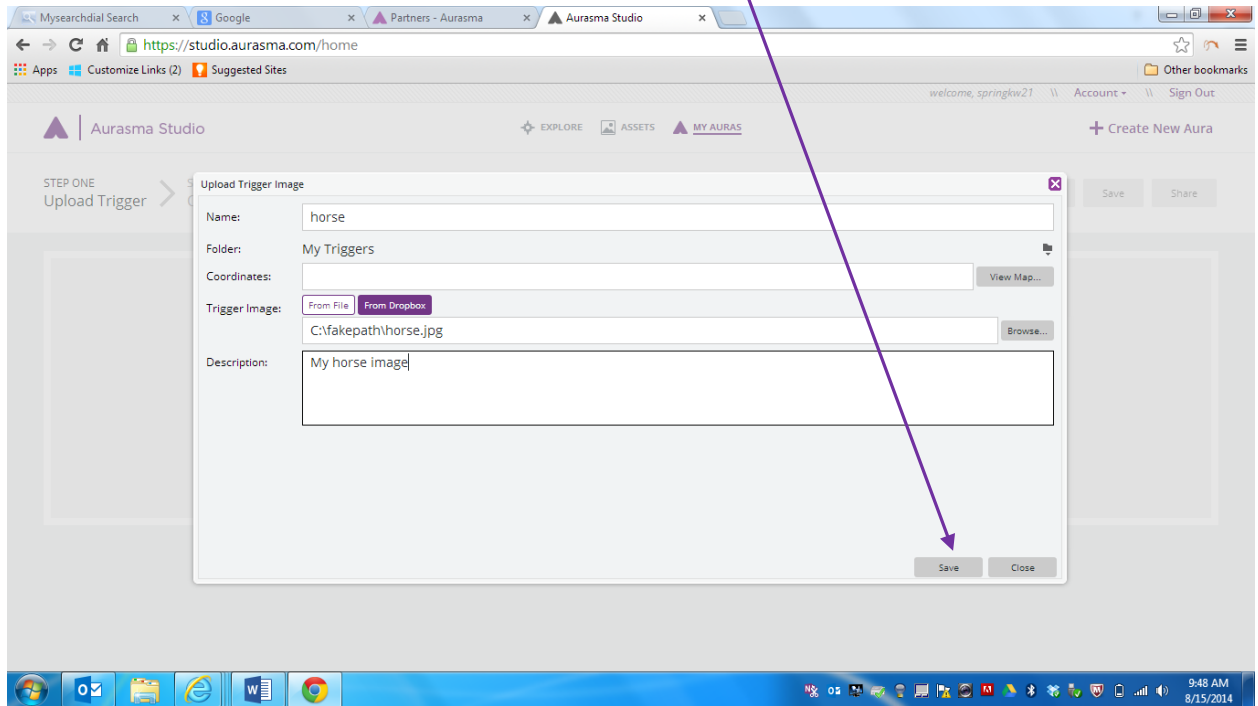 Mysearchdial Search
Google
Partners - Aurasma
Aurasma Studio
https://studio.aurasma.com/home
Apps Customize Links (2) Suggested Sites Other bookmarks
welcome, springkw21 \\ Account \\ Sign Out
Aurasma Studio EXPLORE ASSETS MY AURAS + Create New Aura
STEP ONE
Upload Trigger
Save Share
Upload Trigger Image
Name: horse
Folder: My Triggers
Coordinates: View Map...
Trigger Image: From File From Dropbox
C:\fakepath\horse.jpg Browse...
Description: My horse image
Save Close
9:48 AM
8/15/2014